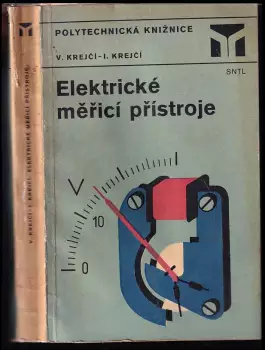 POLYTECHNICKÁ KNIŽNICE
V. KREJČÍ-I. KREJČÍ
SNTL
Elektrické
měřicí přístroje
V
10
0
V. KREJČÍ-I. KREJČÍ: ELEKTRICKÉ MĚŘICÍ PŘÍSTROJE